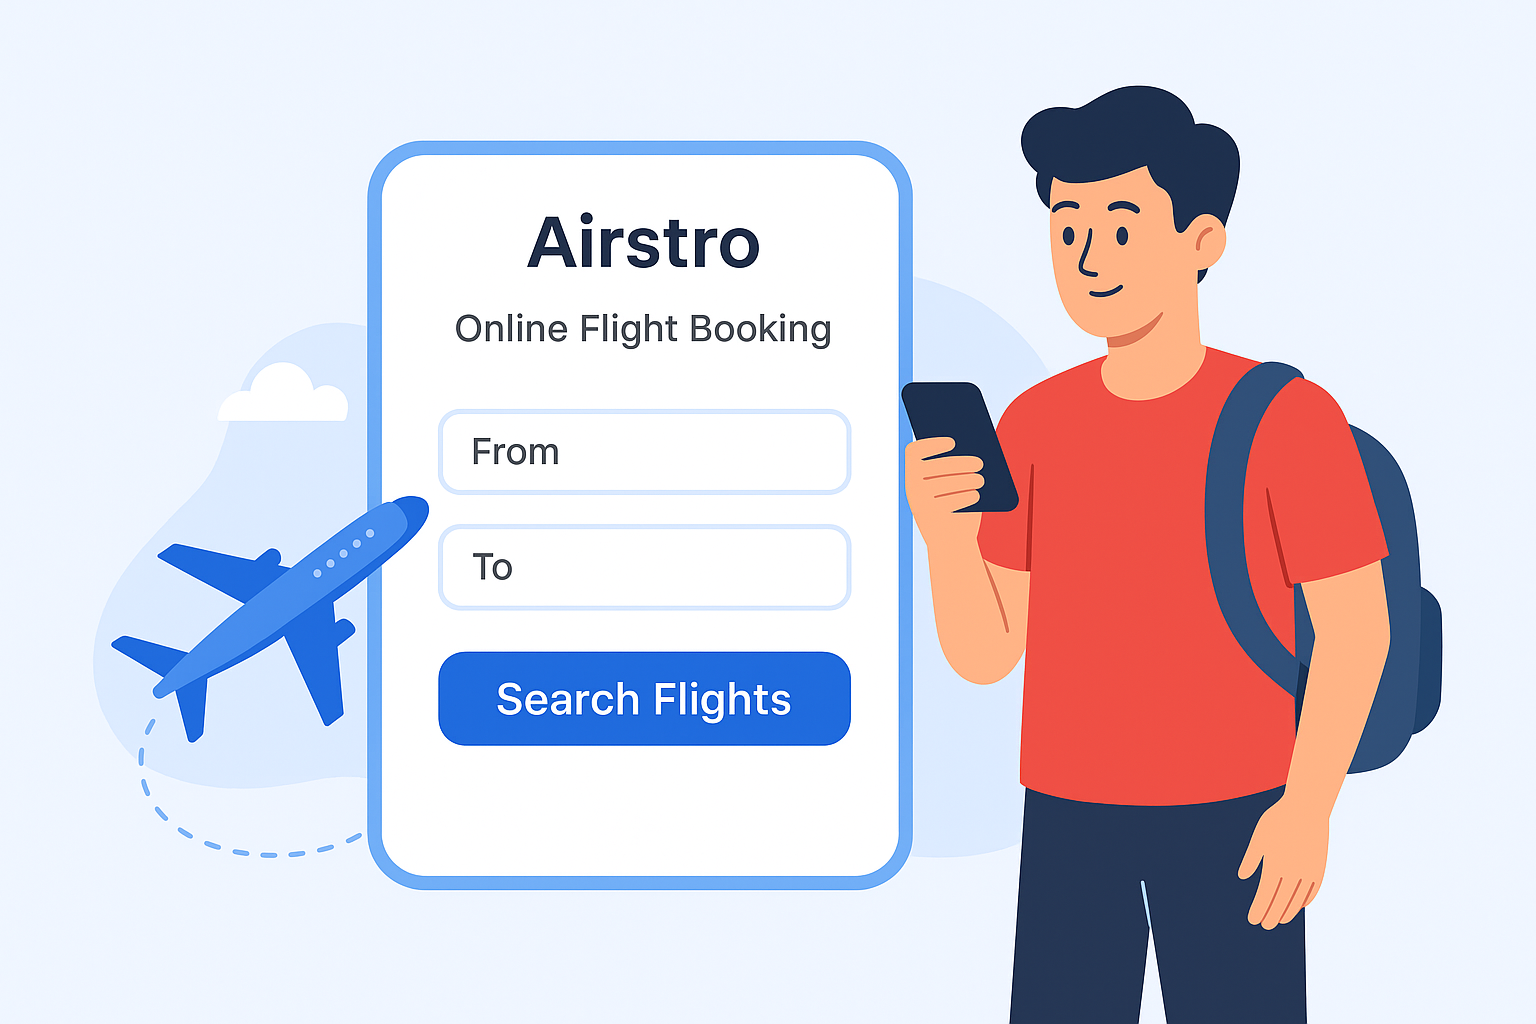 Airstro
Online Flight Booking
From
To
Search Flights